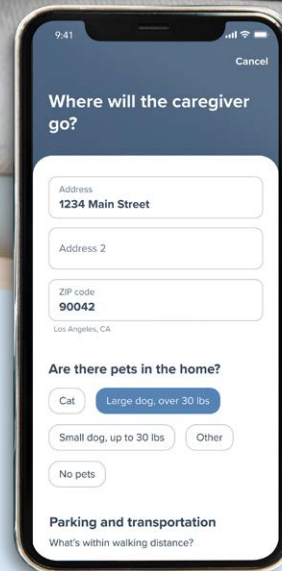 9:41
Cancel
Where will the caregiver
go?
Address
1234 Main Street
Address 2
ZIP code
90042
Los Angeles, CA
Are there pets in the home?
Cat
Large dog, over 30 lbs
Small dog, up to 30 lbs
Other
No pets
Parking and transportation
What's within walking distance?